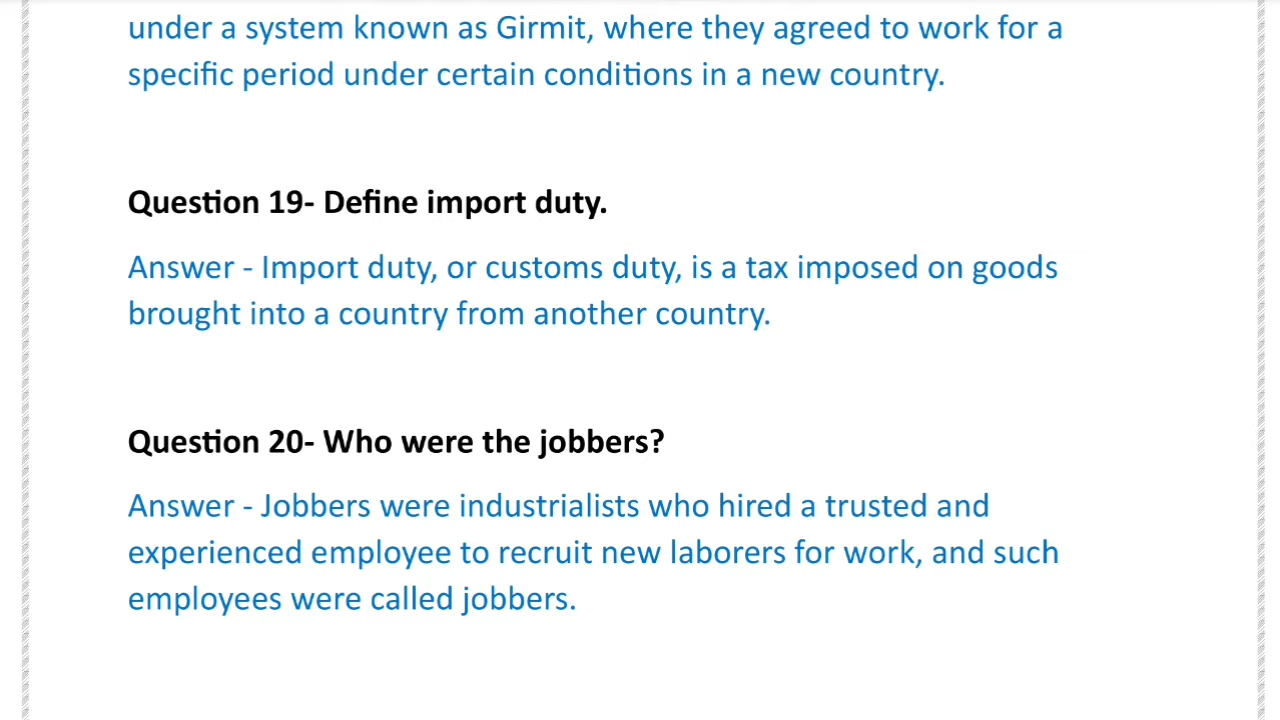 under a system known as Girmit, where they agreed to work for a
specific period under certain conditions in a new country.
Question 19- Define import duty.
Answer - Import duty, or customs duty, is a tax imposed on goods
brought into a country from another country.
Question 20- Who were the jobbers?
Answer - Jobbers were industrialists who hired a trusted and
experienced employee to recruit new laborers for work, and such
employees were called jobbers.